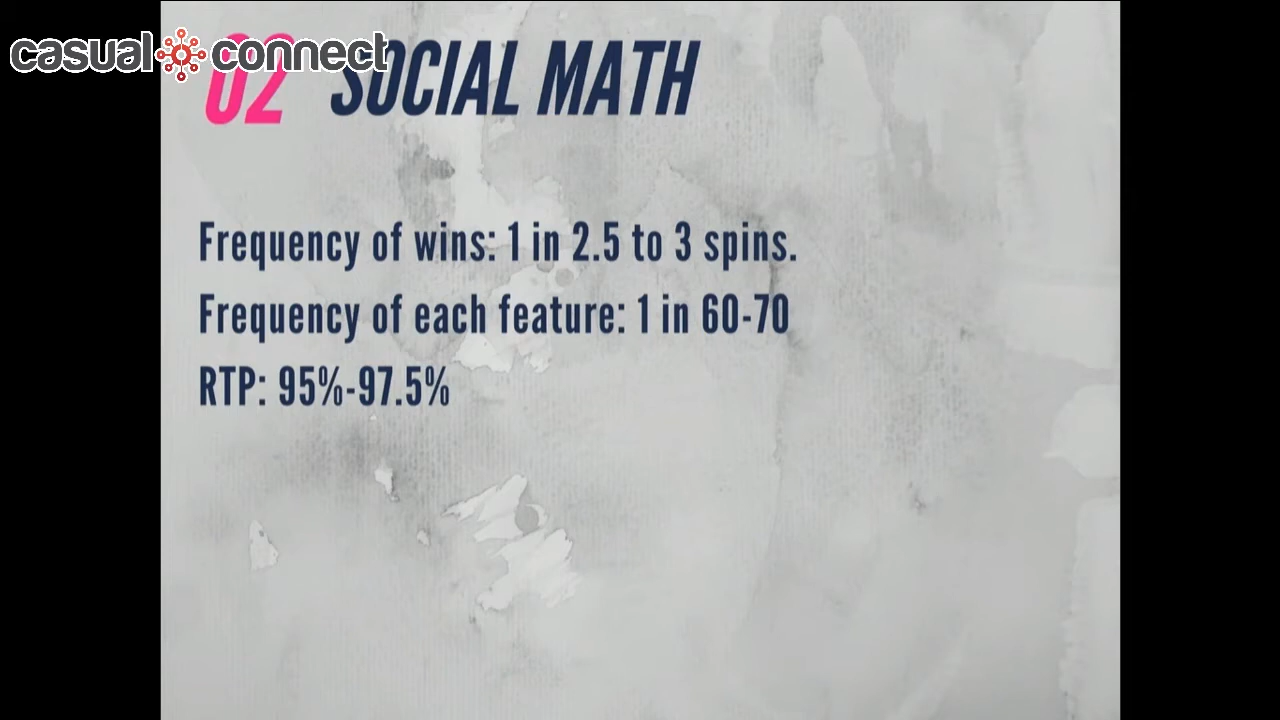 casual connect
02 SOCIAL MATH
Frequency of wins: 1 in 2.5 to 3 spins.
Frequency of each feature: 1 in 60-70
RTP: 95%-97.5%